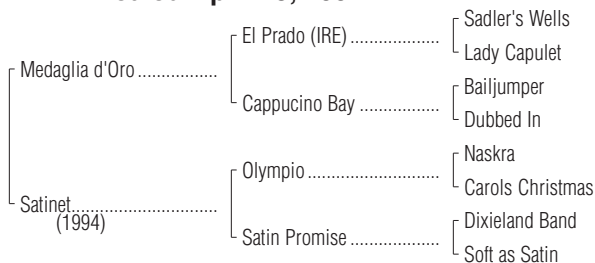 Sadler's Wells
El Prado (IRE) ....................
Lady Capulet
Medaglia d'Oro .................
Bailjumper
Cappucino Bay ..................
Dubbed In
Naskra
Olympio .............................
Carols Christmas
Satinet................................
(1994)
Dixieland Band
Satin Promise ....................
Soft as Satin